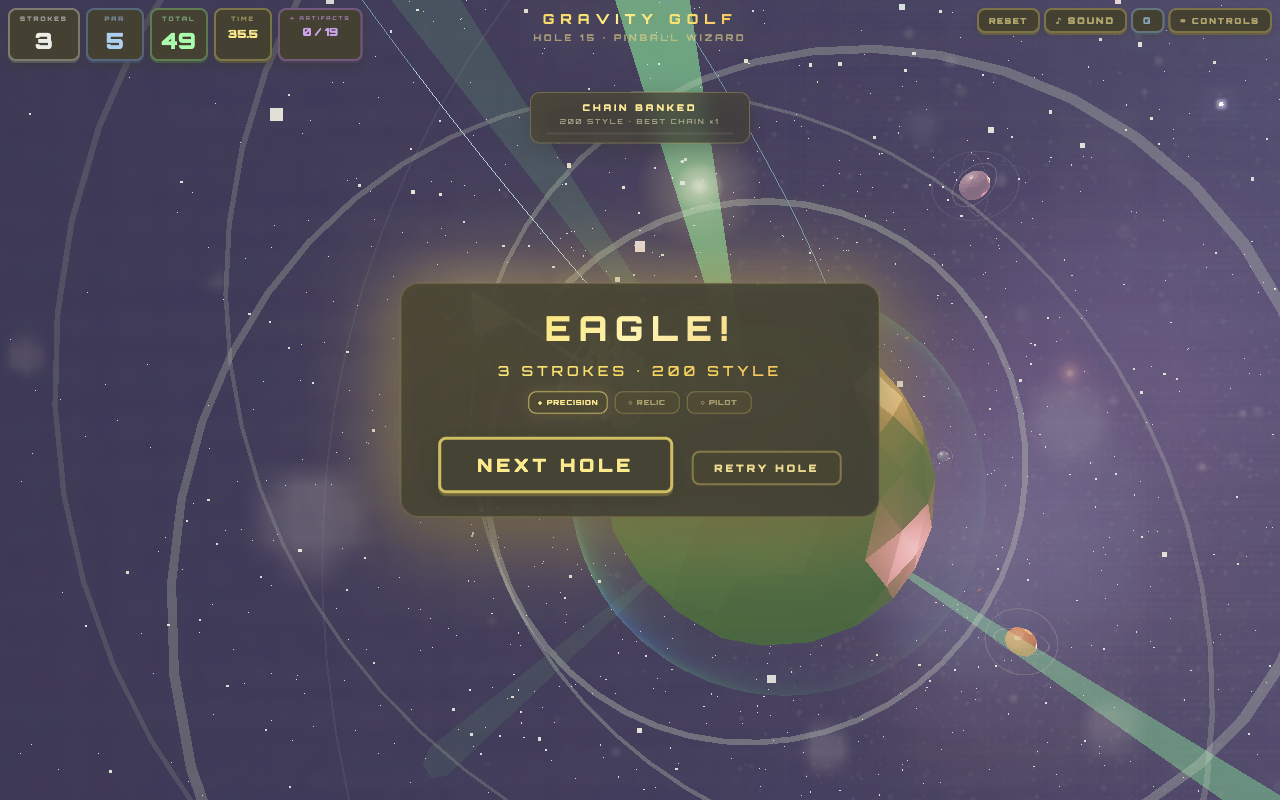 STROKES
3
PAR
5
TOTAL
49
TIME
35.5
ARTIFACTS
0 / 19
GRAVITY GOLF
HOLE 15 · PINBALL WIZARD
RESET
♪ SOUND
G
≡ CONTROLS
CHAIN BANKED
200 STYLE · BEST CHAIN ×1
EAGLE!
3 STROKES · 200 STYLE
PRECISION
RELIC
PILOT
NEXT HOLE
RETRY HOLE